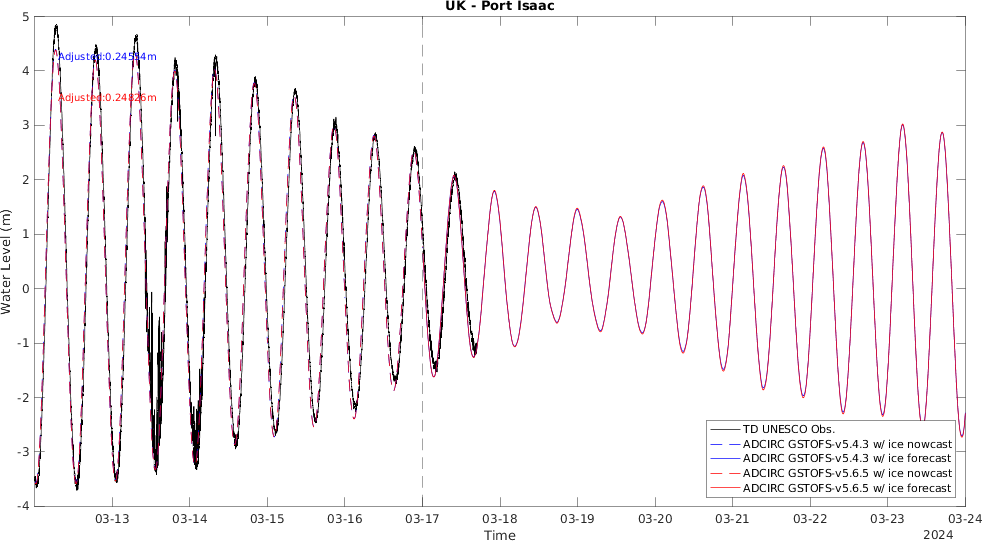 UK - Port Isaac
5
4
3
2
1
0
-1
-2
-3
-4
Water Level (m)
Adjusted:0.24554m
Adjusted:0.24826m
TD UNESCO Obs.
ADCIRC GSTOFS-v5.4.3 w/ ice nowcast
ADCIRC GSTOFS-v5.4.3 w/ ice forecast
ADCIRC GSTOFS-v5.6.5 w/ ice nowcast
ADCIRC GSTOFS-v5.6.5 w/ ice forecast
03-13 03-14 03-15 03-16 03-17 03-18 03-19 03-20 03-21 03-22 03-23 03-24
Time
2024